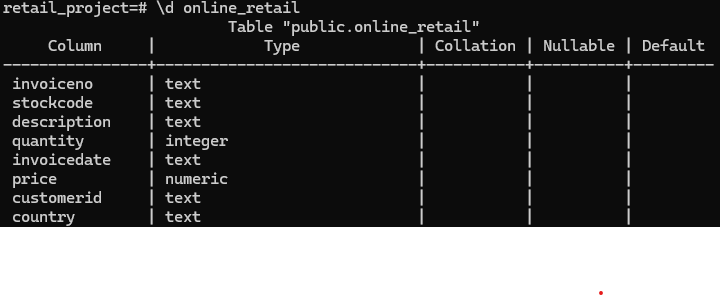 retail_project=# \d online_retail
                             Table "public.online_retail"
     Column     |            Type             | Collation | Nullable | Default
----------------+-----------------------------+-----------+----------+---------
 invoiceno      | text                        |           |          |
 stockcode      | text                        |           |          |
 description    | text                        |           |          |
 quantity       | integer                     |           |          |
 invoicedate    | text                        |           |          |
 price          | numeric                     |           |          |
 customerid     | text                        |           |          |
 country        | text                        |           |          |